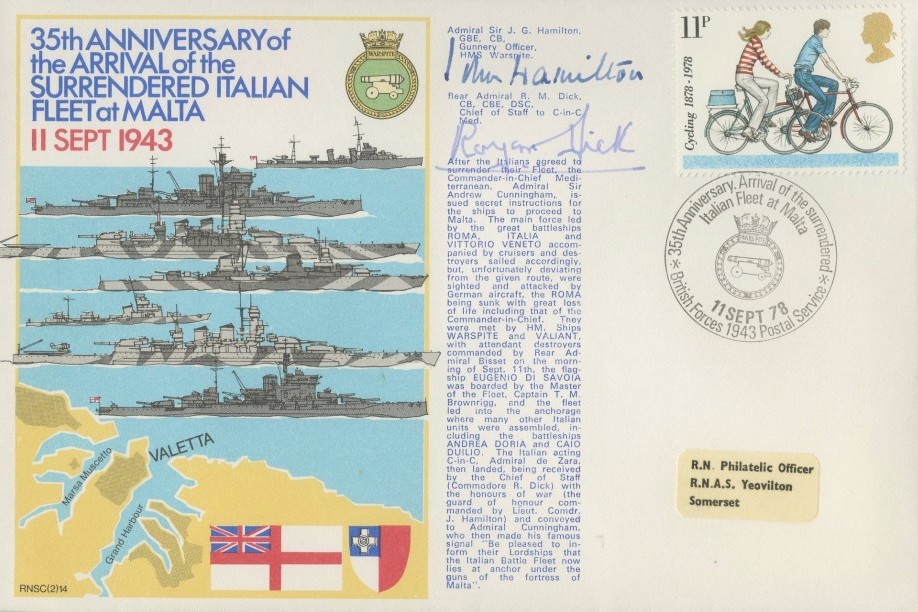 35th ANNIVERSARY of
the ARRIVAL of the
SURRENDERED ITALIAN
FLEET at MALTA
11 SEPT 1943
WARSPITE
VALETTA
Marsa Muscetto
Grand Harbour
RNSC(2)14
Admiral Sir J. G. Hamilton,
GBE, CB,
Gunnery Officer,
HMS Warspite.
John Hamilton
Rear Admiral R. M. Dick,
CB, CBE, DSC,
Chief of Staff to C-in-C
Med.
Royer Dick
After the Italians agreed to
surrender their Fleet, the
Commander-in-Chief Medi-
terranean, Admiral Sir
Andrew Cunningham, is-
sued secret instructions for
the ships to proceed to
Malta. The main force led
by the great battleships
ROMA, ITALIA and
VITTORIO VENETO accom-
panied by cruisers and des-
troyers sailed accordingly,
but, unfortunately deviating
from the given route, were
sighted and attacked by
German aircraft, the ROMA
being sunk with great loss
of life including that of the
Commander-in-Chief. They
were met by HM. Ships
WARSPITE and VALIANT,
with attendant destroyers
commanded by Rear Ad-
miral Bisset on the morn-
ing of Sept. 11th, the flag-
ship EUGENIO DI SAVOIA
was boarded by the Master
of the Fleet, Captain T. M.
Brownrigg, and the fleet
led into the anchorage
where many other Italian
units were assembled, in-
cluding the battleships
ANDREA DORIA and CAIO
DUILIO. The Italian acting
C-in-C, Admiral de Zara,
then landed, being received
by the Chief of Staff
(Commodore R. Dick) with
the honours of war (the
guard of honour com-
manded by Lieut. Comdr.
J. Hamilton) and conveyed
to Admiral Cunningham,
who then made his famous
signal "Be pleased to in-
form their Lordships that
the Italian Battle Fleet now
lies at anchor under the
guns of the fortress of
Malta".
11P
Cycling 1878-1978
35th Anniversary, Arrival of the surrendered
Italian Fleet at Malta
WARSPITE
11 SEPT 78
British Forces 1943 Postal Service
R.N. Philatelic Officer
R.N.A.S. Yeovilton
Somerset